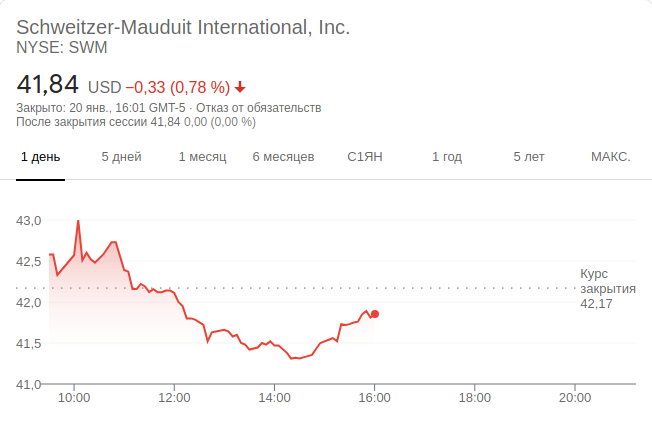 Schweitzer-Mauduit International, Inc.
NYSE: SWM
41,84 USD −0,33 (0,78 %)
Закрыто: 20 янв., 16:01 GMT-5 · Отказ от обязательств
После закрытия сессии 41,84 0,00 (0,00 %)
1 день 5 дней 1 месяц 6 месяцев С1ЯН 1 год 5 лет МАКС.
43,0
42,5
Курс
закрытия
42,17
42,0
41,5
41,0
10:00 12:00 14:00 16:00 18:00 20:00